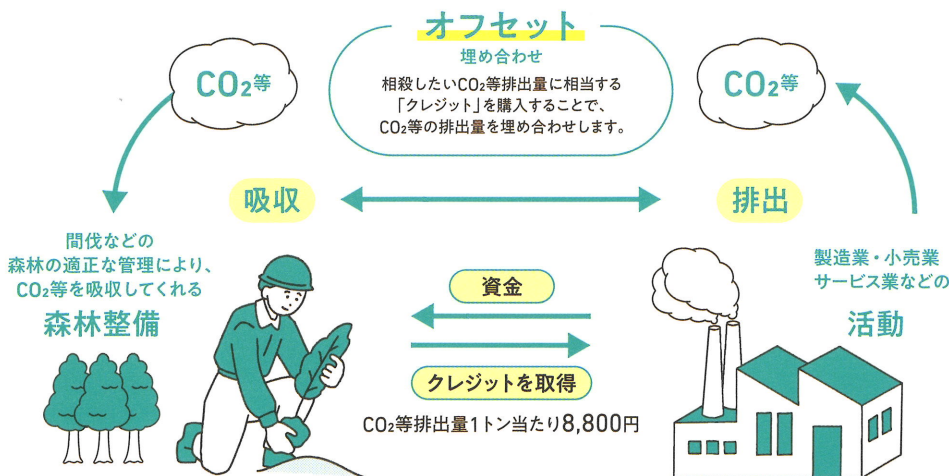 オフセット
埋め合わせ
相殺したいCO₂等排出量に相当する
「クレジット」を購入することで、
CO₂等の排出量を埋め合わせします。
CO₂等
CO₂等
吸収
排出
間伐などの
森林の適正な管理により、
CO₂等を吸収してくれる
森林整備
製造業・小売業
サービス業などの
活動
資金
クレジットを取得
CO₂等排出量1トン当たり8,800円